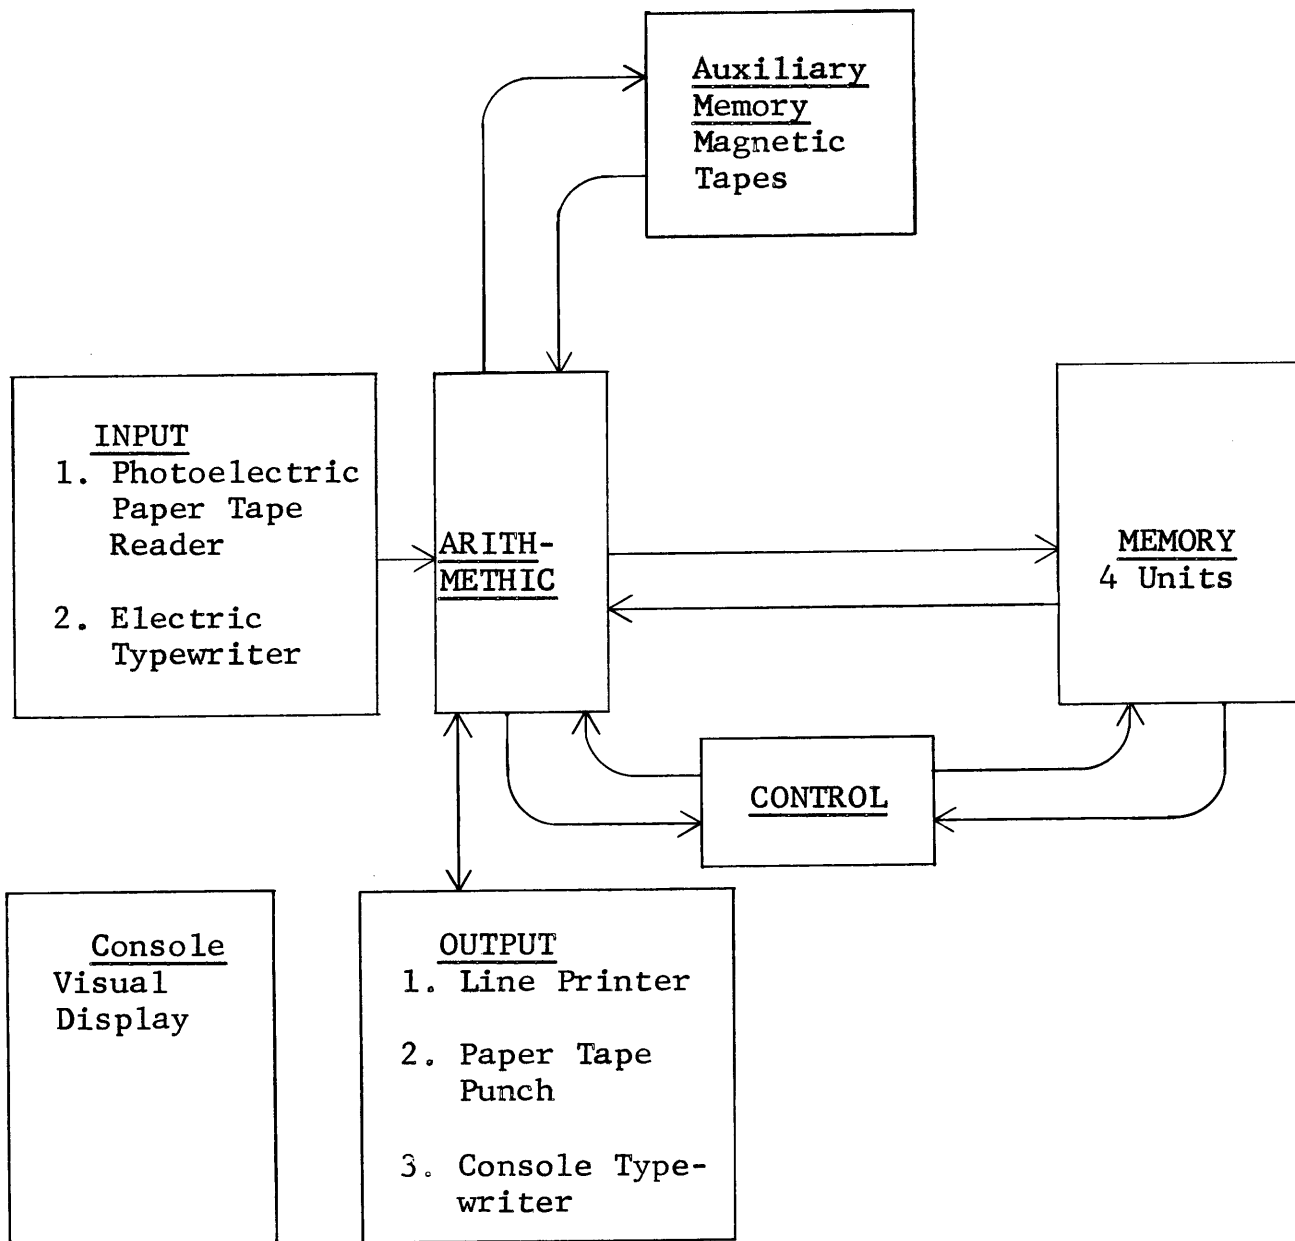 Auxiliary
Memory
Magnetic
Tapes
INPUT
1. Photoelectric
Paper Tape
Reader
2. Electric
Typewriter
ARITH-
METHIC
MEMORY
4 Units
CONTROL
Console
Visual
Display
OUTPUT
1. Line Printer
2. Paper Tape
Punch
3. Console Type-
writer